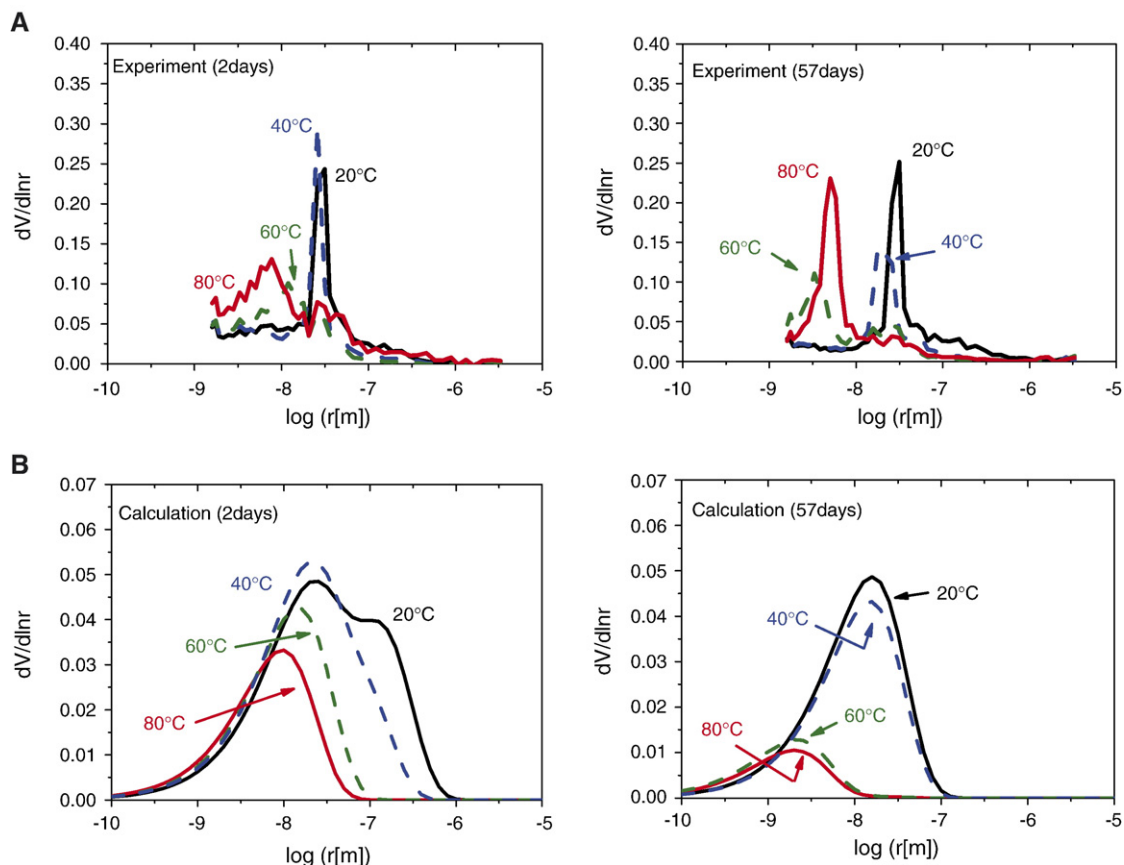 A
0.40
0.35
0.30
0.25
0.20
0.15
0.10
0.05
0.00
dV/dlnr
Experiment (2days)
40°C
20°C
60°C
80°C
-10 -9 -8 -7 -6 -5
log (r[m])
0.40
0.35
0.30
0.25
0.20
0.15
0.10
0.05
0.00
dV/dlnr
Experiment (57days)
20°C
80°C
60°C
40°C
-10 -9 -8 -7 -6 -5
log (r[m])
B
0.07
0.06
0.05
0.04
0.03
0.02
0.01
0.00
dV/dlnr
Calculation (2days)
40°C
20°C
60°C
80°C
-10 -9 -8 -7 -6 -5
log (r[m])
0.07
0.06
0.05
0.04
0.03
0.02
0.01
0.00
dV/dlnr
Calculation (57days)
20°C
40°C
60°C
80°C
-10 -9 -8 -7 -6 -5
log (r[m])